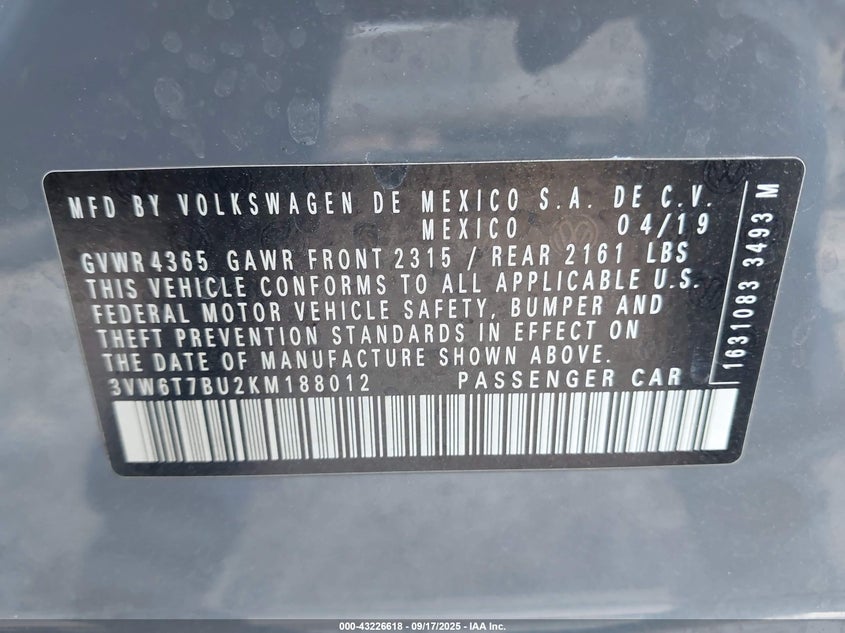 MFD BY VOLKSWAGEN DE MEXICO S.A. DE C.V.
MEXICO 04/19
GVWR 4365 GAWR FRONT 2315 / REAR 2161 LBS
THIS VEHICLE CONFORMS TO ALL APPLICABLE U.S.
FEDERAL MOTOR VEHICLE SAFETY, BUMPER AND
THEFT PREVENTION STANDARDS IN EFFECT ON
THE DATE OF MANUFACTURE SHOWN ABOVE.
3VW6T7BU2KM188012 PASSENGER CAR
1631083 3493 M
000-43226618 | 09/17/2025 - IAA Inc.